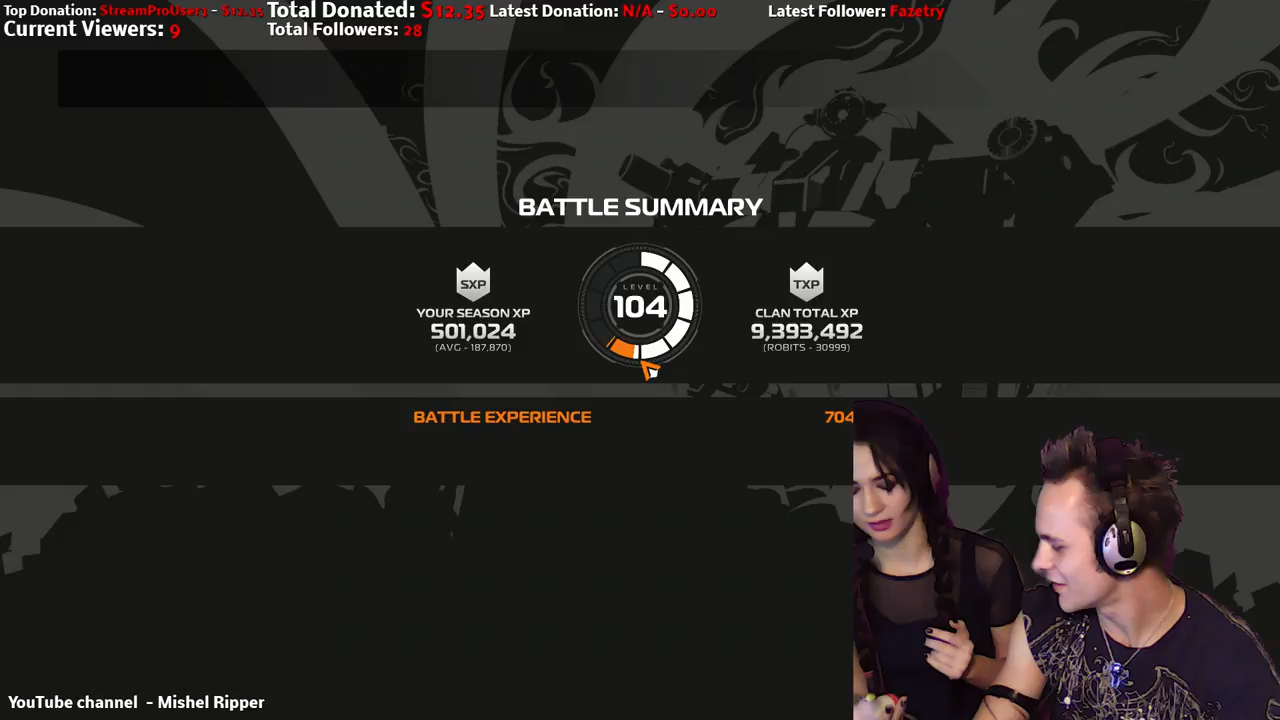 Top Donation: StreamProUser3 - $12.35 Total Donated: $12.35 Latest Donation: N/A - $0.00 Latest Follower: Fazetry
Current Viewers: 9 Total Followers: 28
BATTLE SUMMARY
SXP LEVEL TXP
104
YOUR SEASON XP CLAN TOTAL XP
501,024 9,393,492
(AVG - 187,870) (ROBITS - 30999)
BATTLE EXPERIENCE 704
YouTube channel - Mishel Ripper